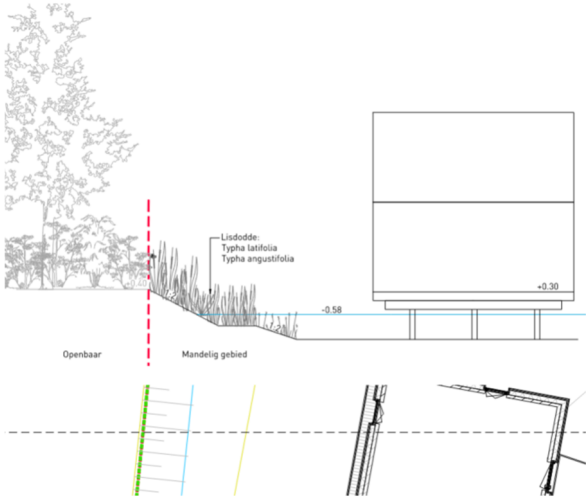 Lisdodde:
Typha latifolia
Typha angustifolia
+0.30
-0.58
Openbaar
Mandelig gebied